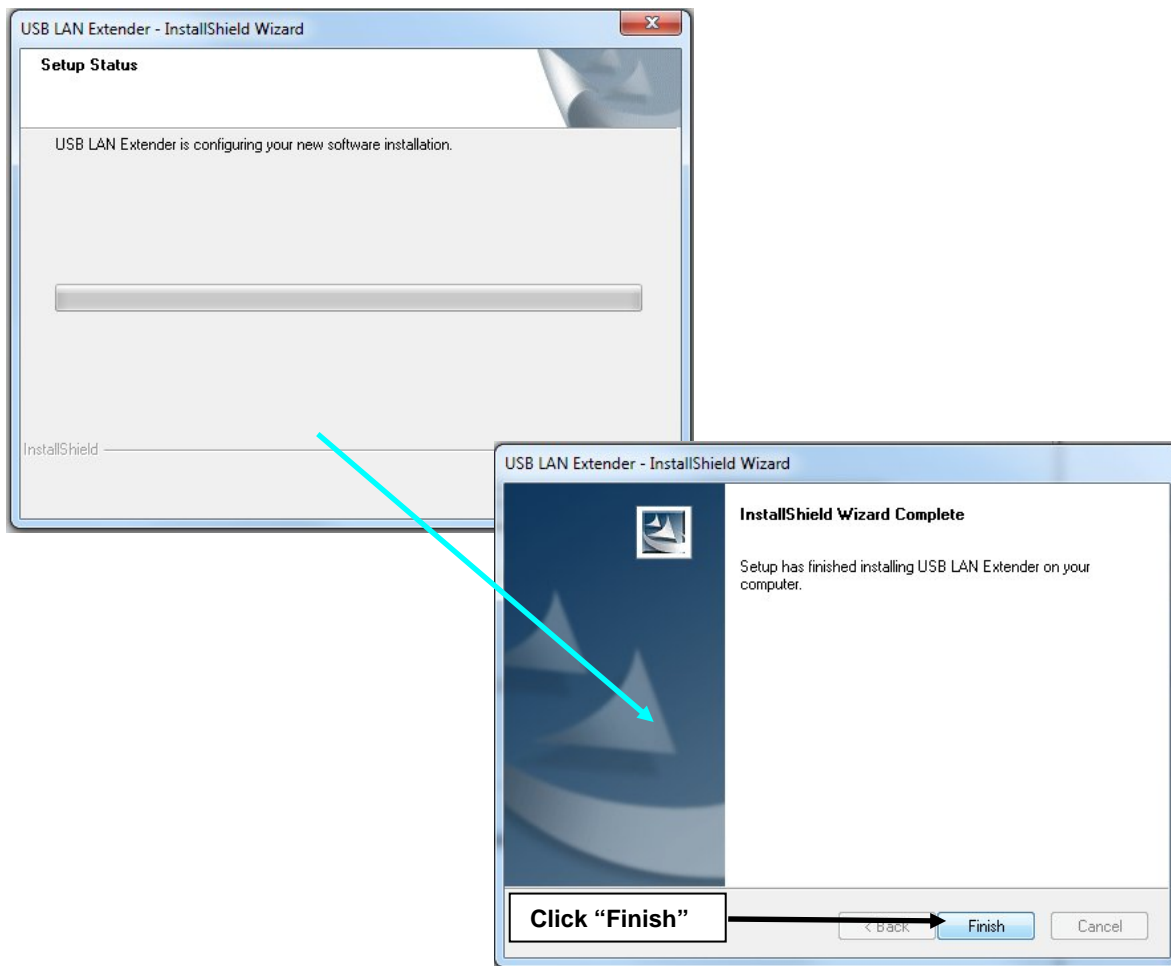 USB LAN Extender - InstallShield Wizard
Setup Status
USB LAN Extender is configuring your new software installation.
InstallShield
USB LAN Extender - InstallShield Wizard
InstallShield Wizard Complete
Setup has finished installing USB LAN Extender on your
computer.
Click “Finish”
< Back Finish Cancel